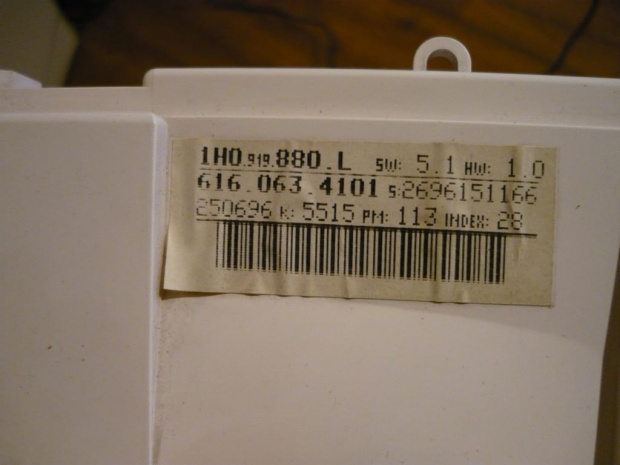 1H0.919.880.L SW: 5.1 HW: 1.0
616.063.4101 S:2696151166
250696 K: 5515 PM: 113 INDEX: 28